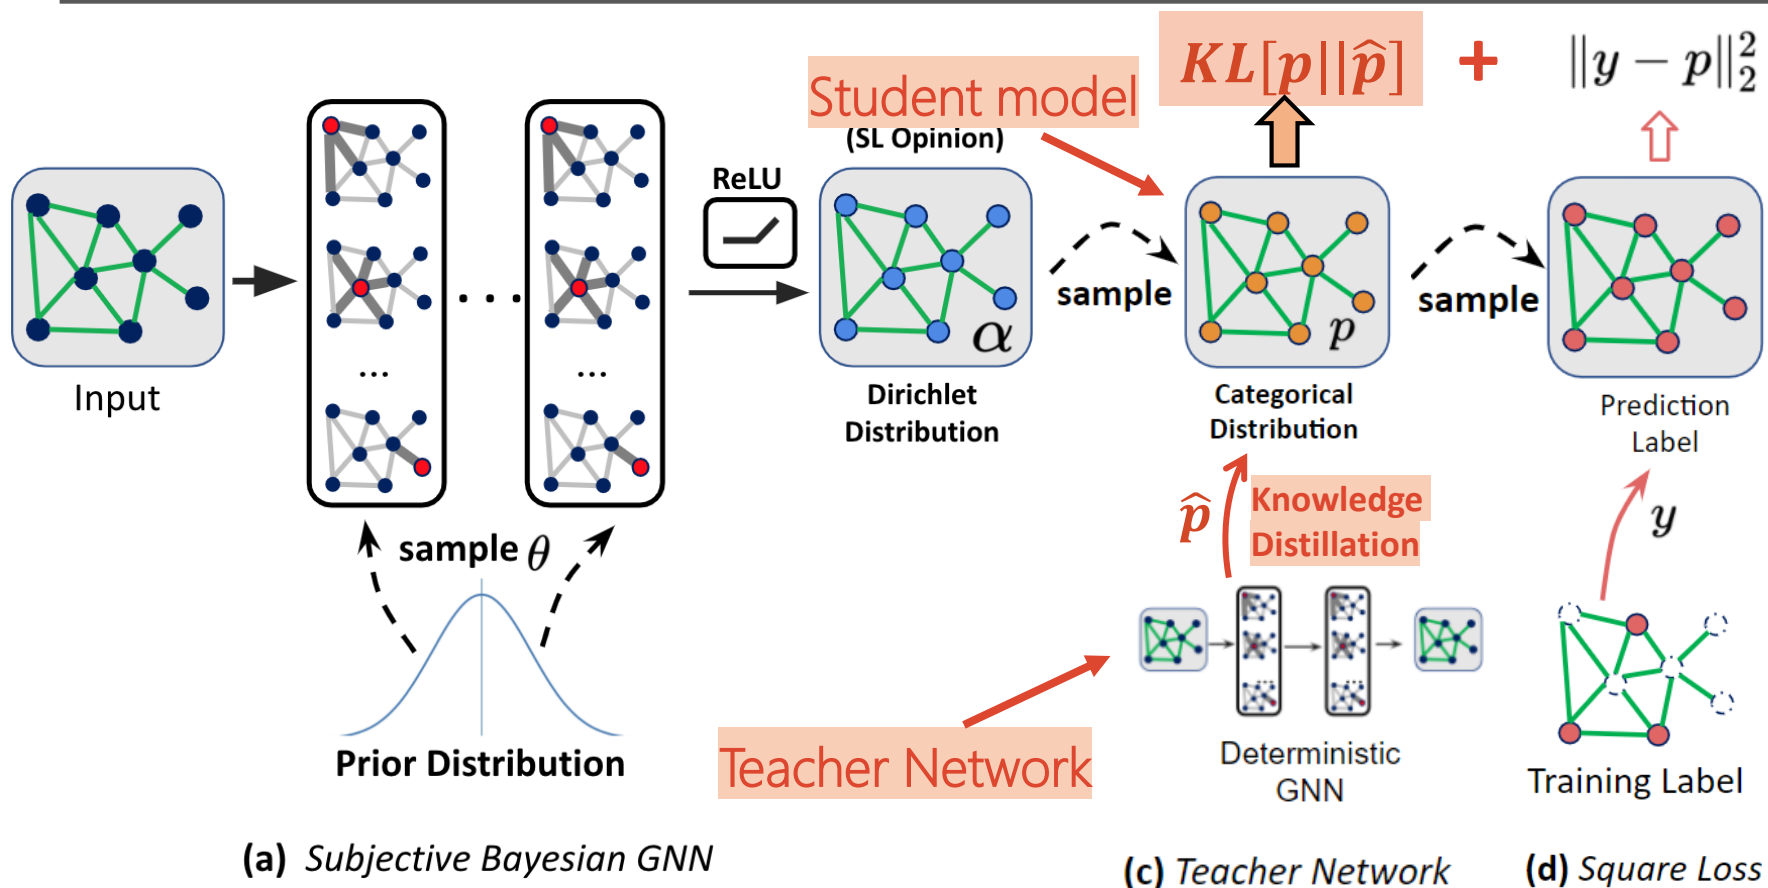 KL[p||p̂] + ||y − p||₂²
Student model
(SL Opinion)
ReLU
α
sample
p
sample
Input
...
...
...
Dirichlet
Distribution
Categorical
Distribution
Prediction
Label
p̂
Knowledge
Distillation
y
sample θ
Prior Distribution
Teacher Network
Deterministic
GNN
Training Label
(a) Subjective Bayesian GNN
(c) Teacher Network
(d) Square Loss